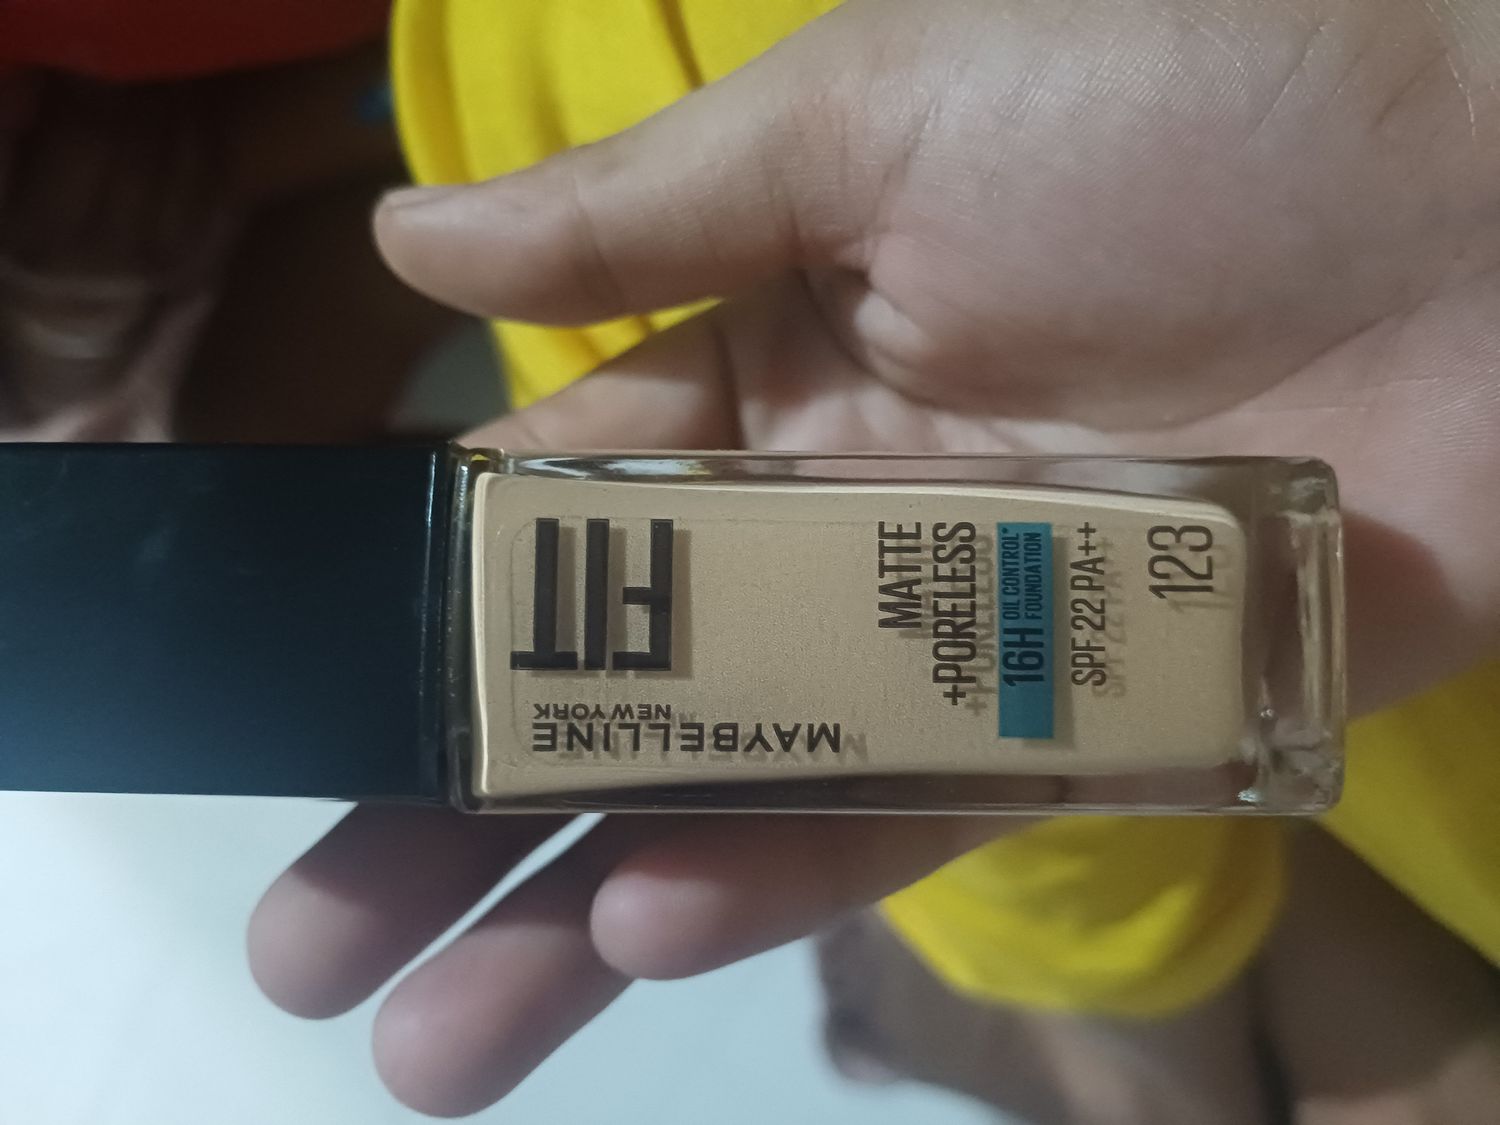 MAYBELLINE
NEW YORK
FIT
MATTE
+PORELESS
16H OIL CONTROL*
FOUNDATION
SPF 22 PA++
123